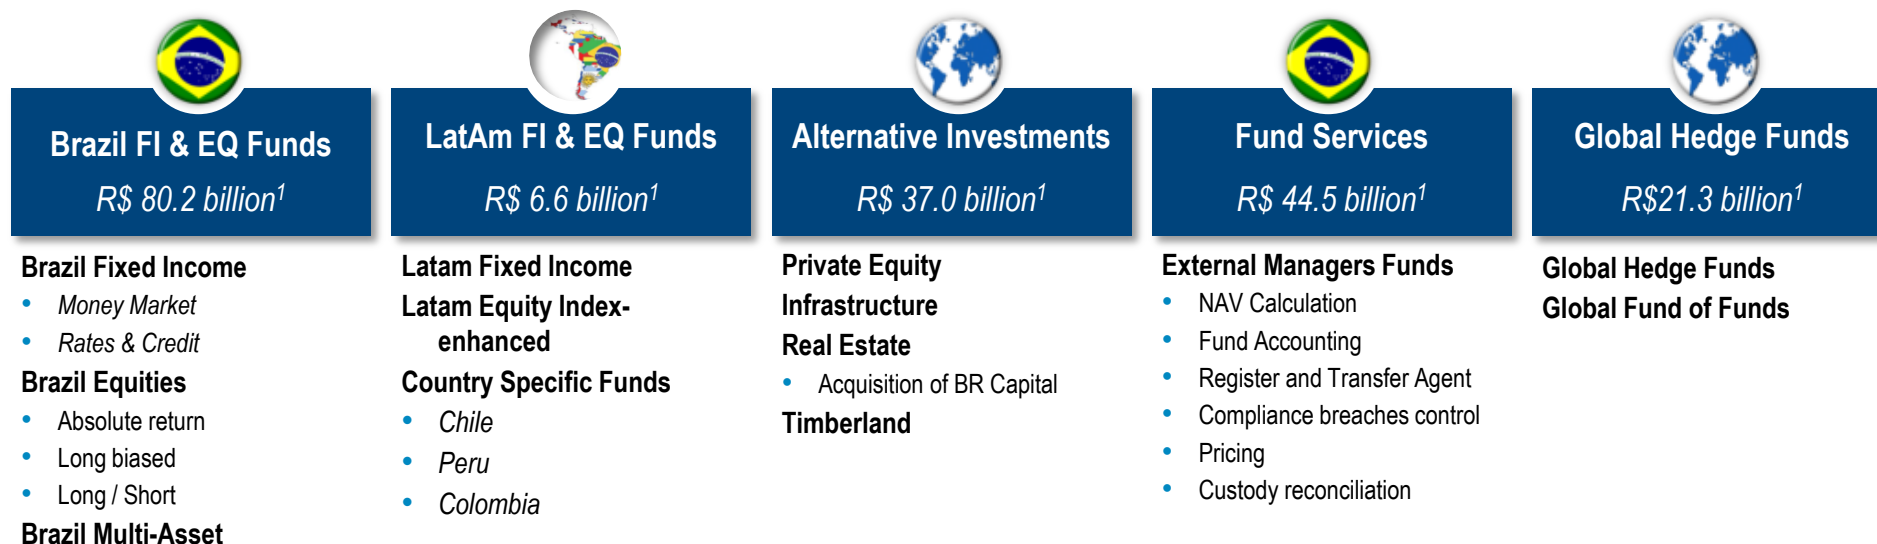 Brazil FI & EQ Funds
R$ 80.2 billion1
Brazil Fixed Income
• Money Market
• Rates & Credit
Brazil Equities
• Absolute return
• Long biased
• Long / Short
Brazil Multi-Asset
LatAm FI & EQ Funds
R$ 6.6 billion1
Latam Fixed Income
Latam Equity Index-
enhanced
Country Specific Funds
• Chile
• Peru
• Colombia
Alternative Investments
R$ 37.0 billion1
Private Equity
Infrastructure
Real Estate
• Acquisition of BR Capital
Timberland
Fund Services
R$ 44.5 billion1
External Managers Funds
• NAV Calculation
• Fund Accounting
• Register and Transfer Agent
• Compliance breaches control
• Pricing
• Custody reconciliation
Global Hedge Funds
R$21.3 billion1
Global Hedge Funds
Global Fund of Funds